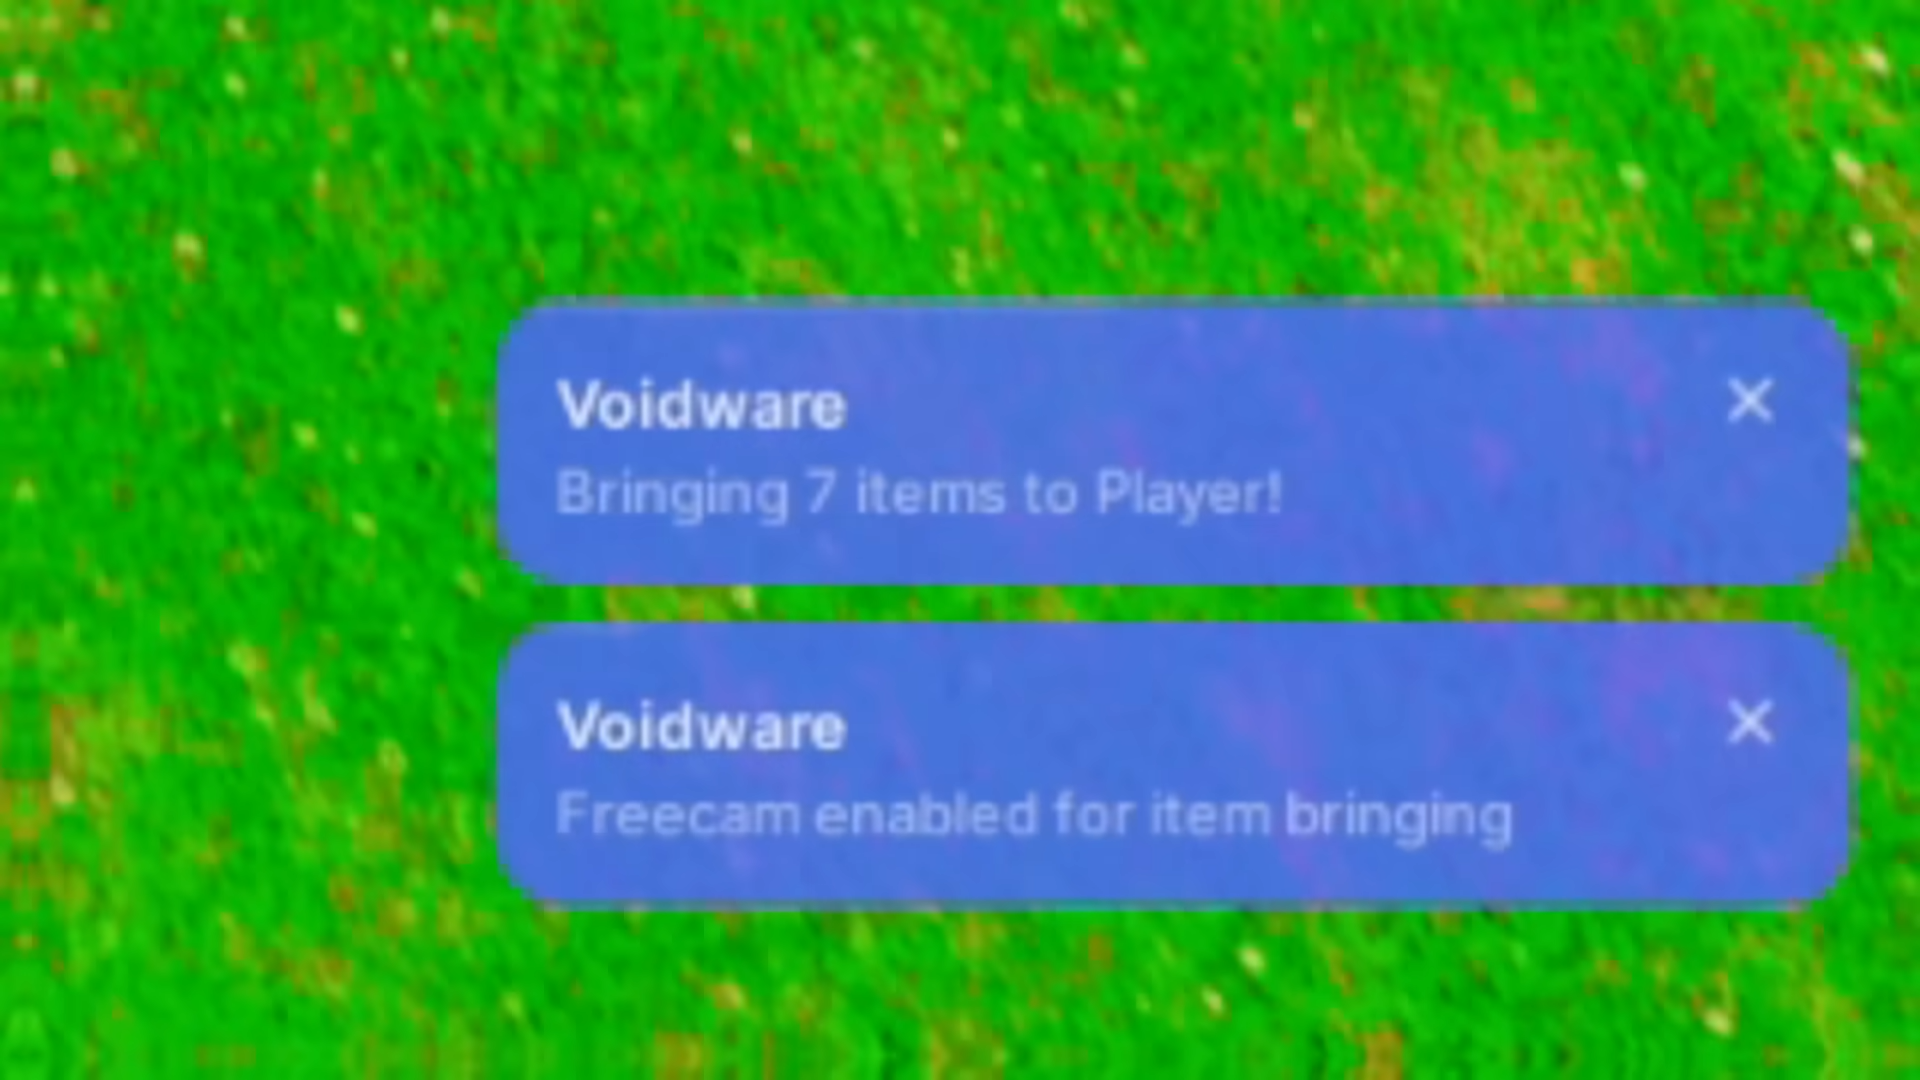 Voidware
Bringing 7 items to Player!
Voidware
Freecam enabled for item bringing